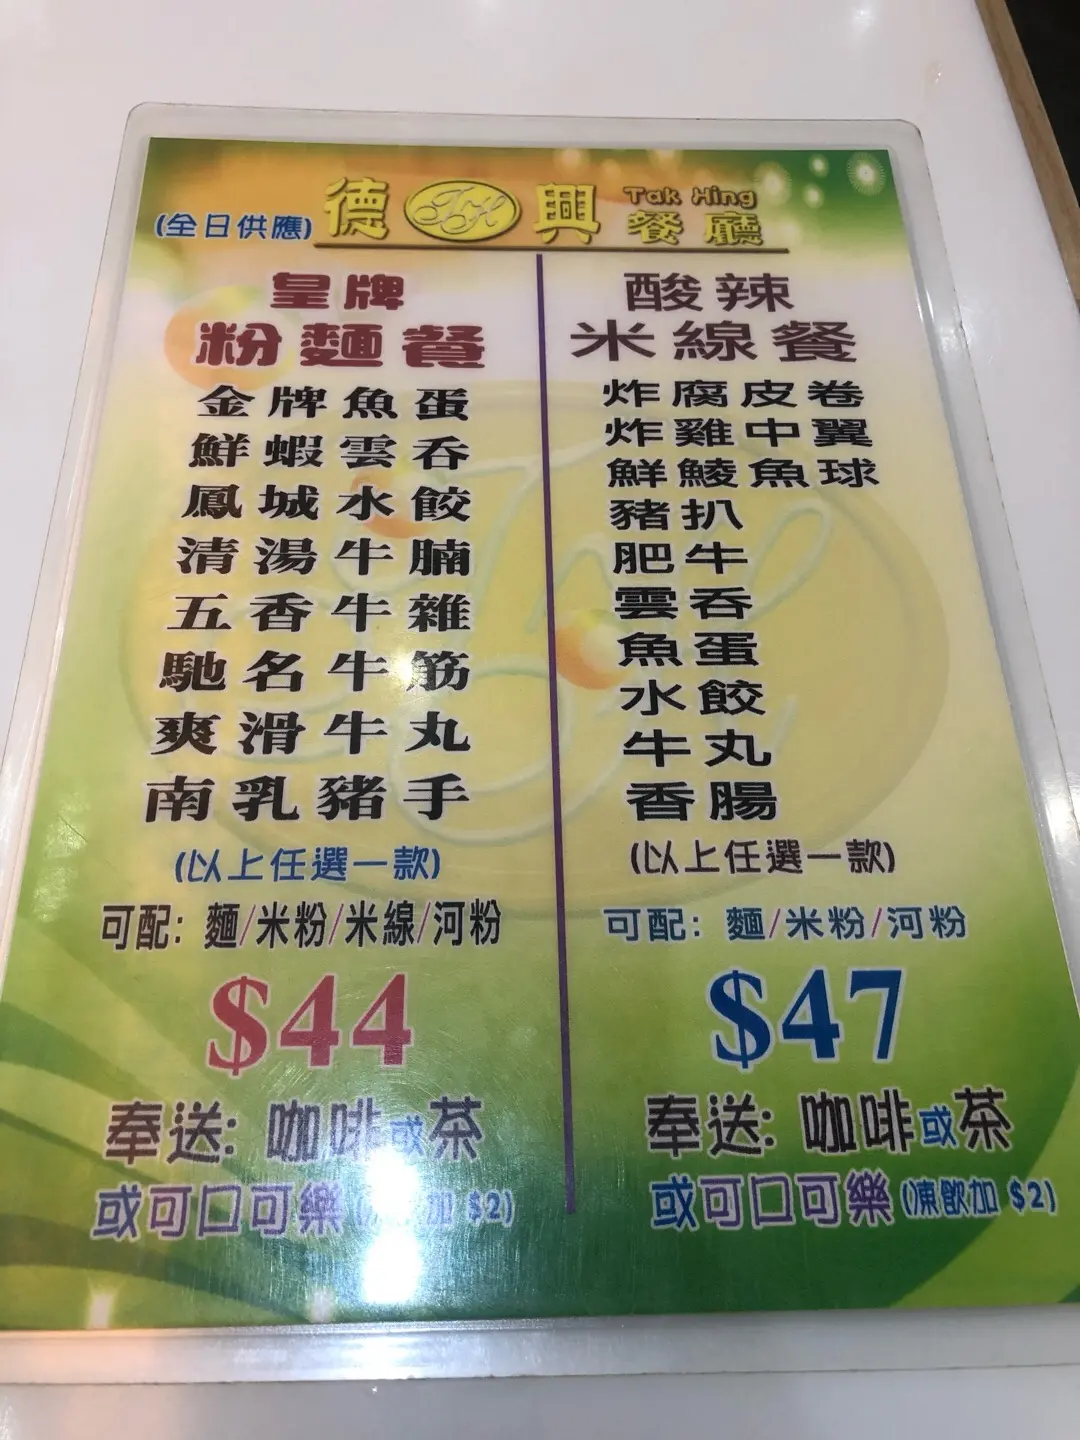 (全日供應)
德 TH 興 Tak Hing
餐廳
皇牌
粉麵餐
金牌魚蛋
鮮蝦雲吞
鳳城水餃
清湯牛腩
五香牛雜
馳名牛筋
爽滑牛丸
南乳豬手
(以上任選一款)
可配: 麵/米粉/米線/河粉
$44
奉送: 咖啡或茶
或可口可樂(凍飲加 $2)
酸辣
米線餐
炸腐皮卷
炸雞中翼
鮮鯪魚球
豬扒
肥牛
雲吞
魚蛋
水餃
牛丸
香腸
(以上任選一款)
可配: 麵/米粉/河粉
$47
奉送: 咖啡或茶
或可口可樂(凍飲加 $2)